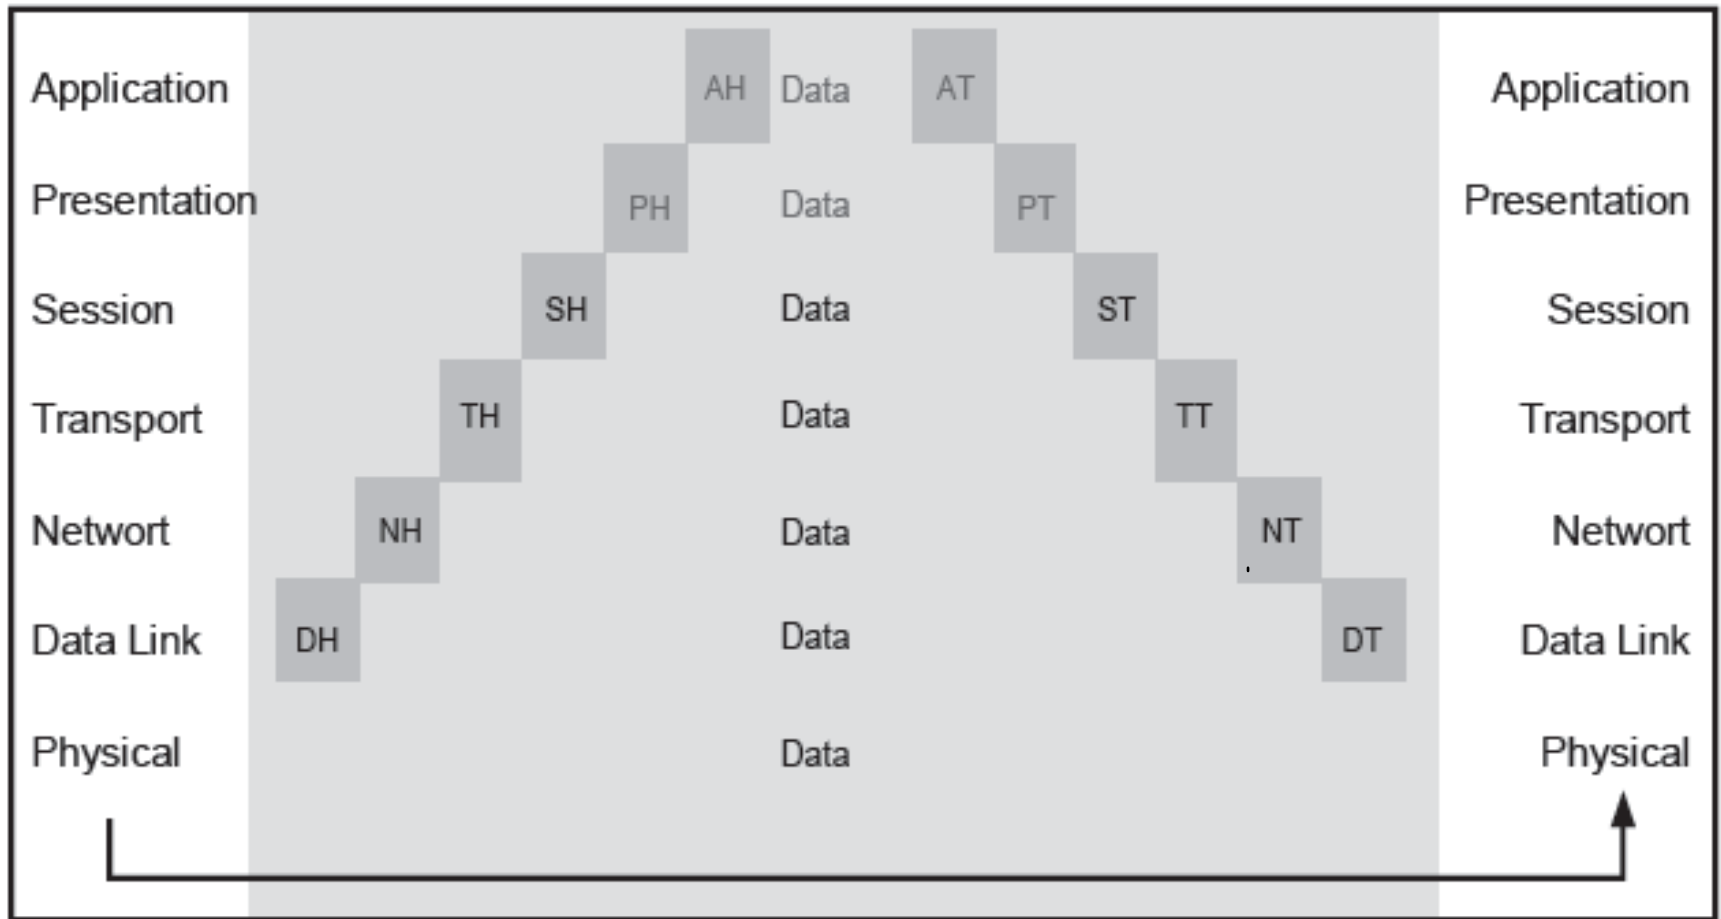 Application AH Data AT Application
Presentation PH Data PT Presentation
Session SH Data ST Session
Transport TH Data TT Transport
Networt NH Data NT Networt
Data Link DH Data DT Data Link
Physical Data Physical